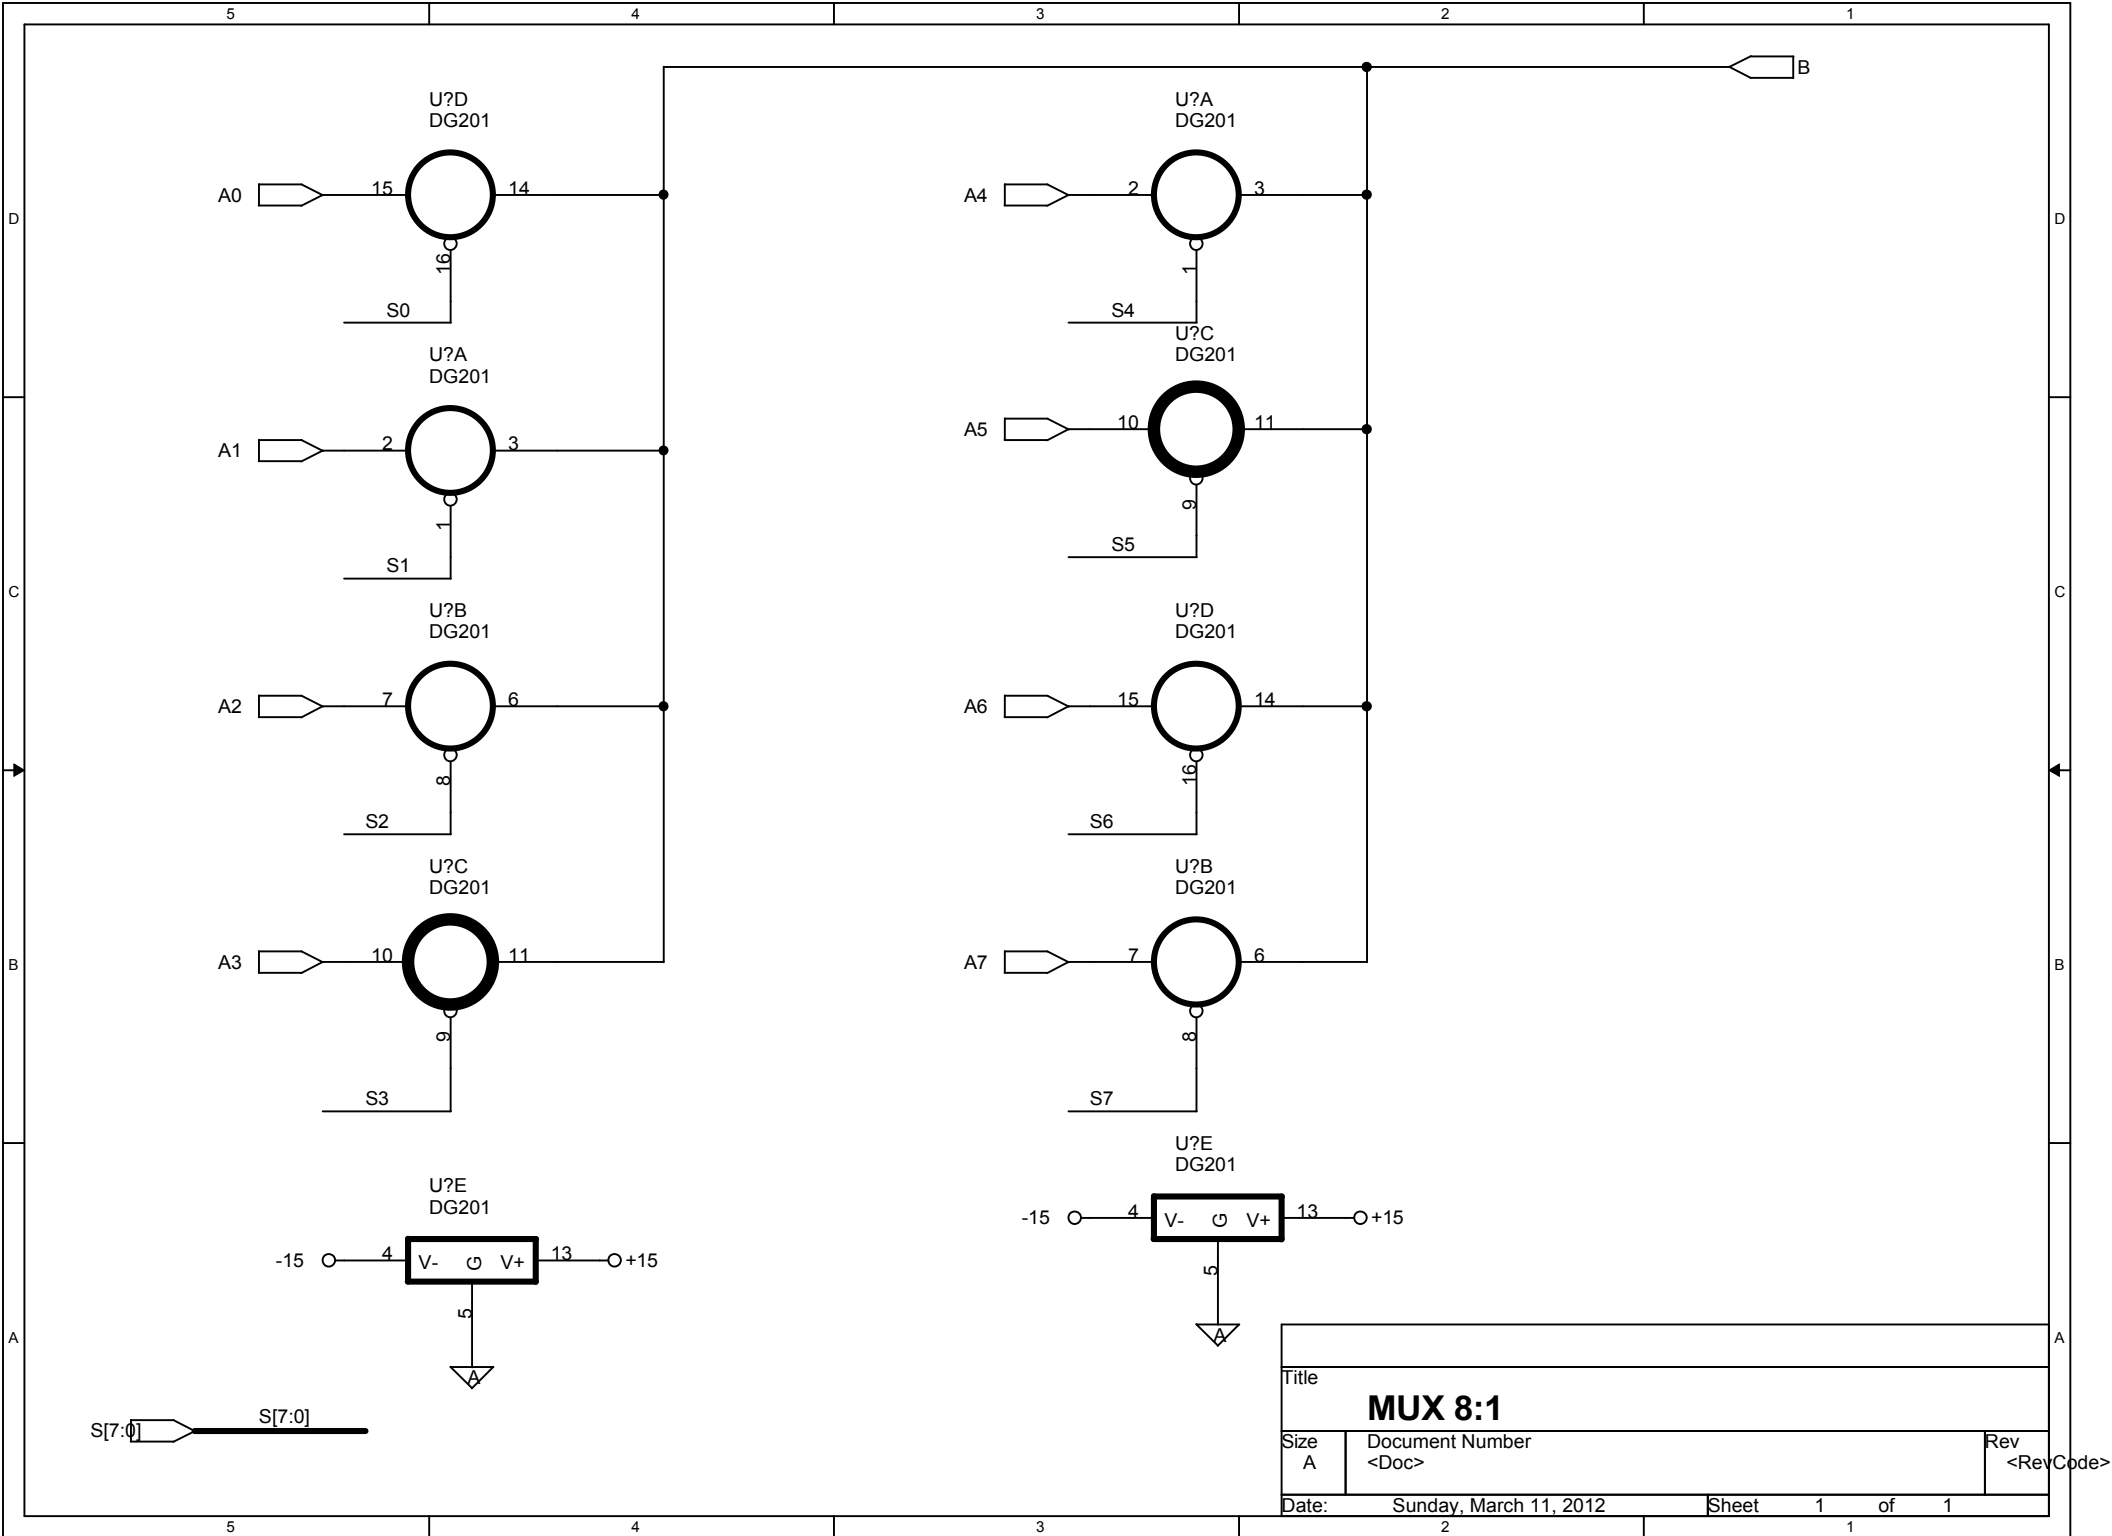 5 4 3 2 1
B
U?D
DG201
U?A
DG201
A0 15 14
16
A4 2 3
1
D D
S0
S4
U?A
DG201
U?C
DG201
A1 2 3
1
A5 10 11
9
S1
S5
C C
U?B
DG201
U?D
DG201
A2 7 6
8
A6 15 14
16
S2
S6
U?C
DG201
U?B
DG201
A3 10 11
9
A7 7 6
8
B B
S3
S7
U?E
DG201
U?E
DG201
-15 4 V- G V+ 13 +15
5
A
-15 4 V- G V+ 13 +15
5
A
A A
S[7:0] S[7:0]
Title
MUX 8:1
Size
A
Document Number
<Doc>
Rev
<RevCode>
Date: Sunday, March 11, 2012 Sheet 1 of 1
5 4 3 2 1